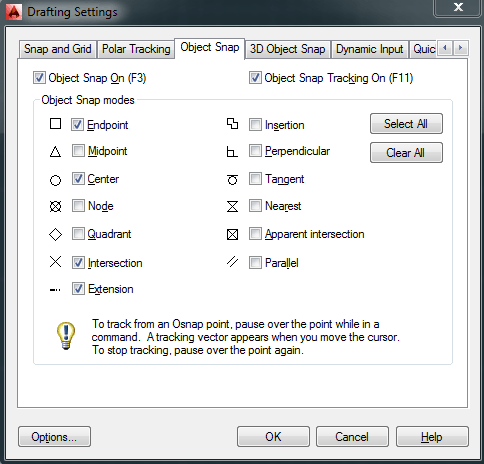 Drafting Settings
Snap and Grid Polar Tracking Object Snap 3D Object Snap Dynamic Input Quic
Object Snap On (F3) Object Snap Tracking On (F11)
Object Snap modes
Endpoint Insertion Select All
Midpoint Perpendicular Clear All
Center Tangent
Node Nearest
Quadrant Apparent intersection
Intersection Parallel
Extension
To track from an Osnap point, pause over the point while in a
command. A tracking vector appears when you move the cursor.
To stop tracking, pause over the point again.
Options... OK Cancel Help